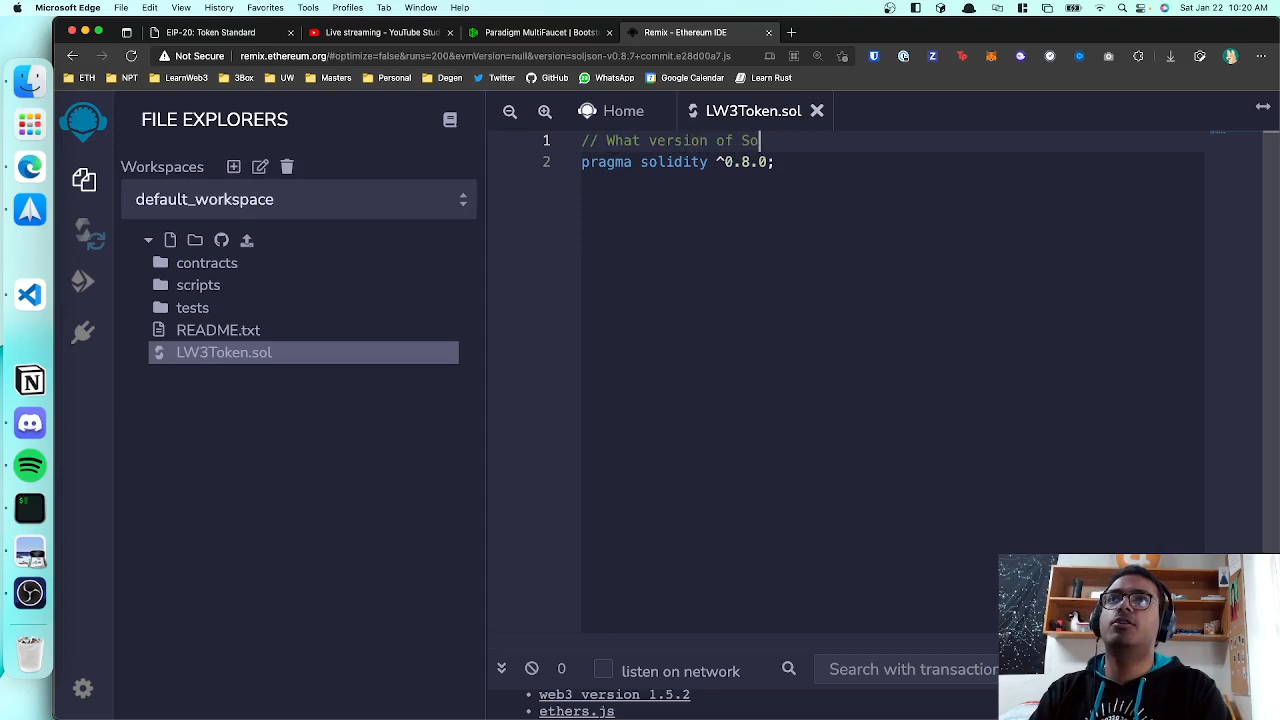 Microsoft Edge File Edit View History Favorites Tools Profiles Tab Window Help Sat Jan 22 10:20 AM
EIP-20: Token Standard Live streaming - YouTube Stud Paradigm MultiFaucet | Bootst Remix - Ethereum IDE
Not Secure remix.ethereum.org/#optimize=false&runs=200&evmVersion=null&version=soljson-v0.8.7+commit.e28d00a7.js
ETH NPT LearnWeb3 3Box UW Masters Personal Degen Twitter GitHub WhatsApp Google Calendar Learn Rust
FILE EXPLORERS
Home
LW3Token.sol
Workspaces
default_workspace
contracts
scripts
tests
README.txt
LW3Token.sol
1 // What version of So
2 pragma solidity ^0.8.0;
0 listen on network Search with transaction
web3 version 1.5.2
ethers.js